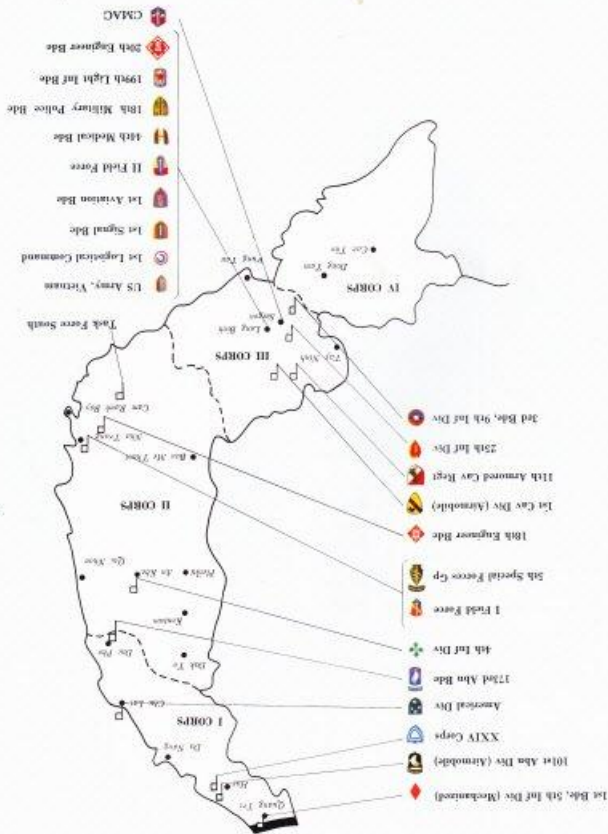 1st Bde, 5th Inf Div (Mechanized)
101st Abn Div (Airmobile)
XXIV Corps
Americal Div
173rd Abn Bde
4th Inf Div
I Field Force
5th Special Forces Gp
18th Engineer Bde
1st Cav Div (Airmobile)
11th Armored Cav Regt
25th Inf Div
3rd Bde, 9th Inf Div
Quang Tri
Hue
Da Nang
I CORPS
Chu Lai
Dak To
Duc Pho
Kontum
Pleiku
An Khe
Qui Nhon
II CORPS
Ban Me Thuot
Nha Trang
Cam Ranh Bay
Tay Ninh
III CORPS
Long Binh
Saigon
Vung Tau
IV CORPS
Dong Tam
Can Tho
Task Force South
US Army, Vietnam
1st Logistical Command
1st Signal Bde
1st Aviation Bde
II Field Force
44th Medical Bde
18th Military Police Bde
199th Light Inf Bde
20th Engineer Bde
CMAC